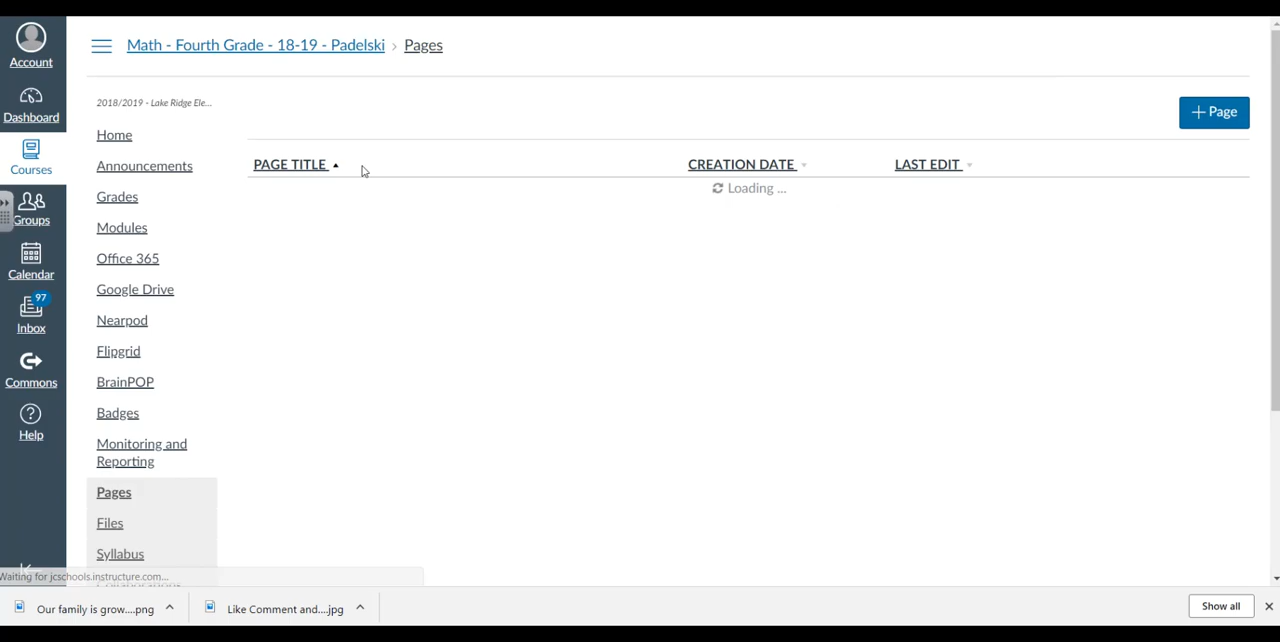 Account
Dashboard
Courses
Groups
Calendar
97
Inbox
Commons
Help
Math - Fourth Grade - 18-19 - Padelski › Pages
2018/2019 - Lake Ridge Ele...
Home
Announcements
Grades
Modules
Office 365
Google Drive
Nearpod
Flipgrid
BrainPOP
Badges
Monitoring and
Reporting
Pages
Files
Syllabus
+ Page
PAGE TITLE CREATION DATE LAST EDIT
Loading ...
Waiting for jcschools.instructure.com...
Our family is grow....png
Like Comment and....jpg
Show all